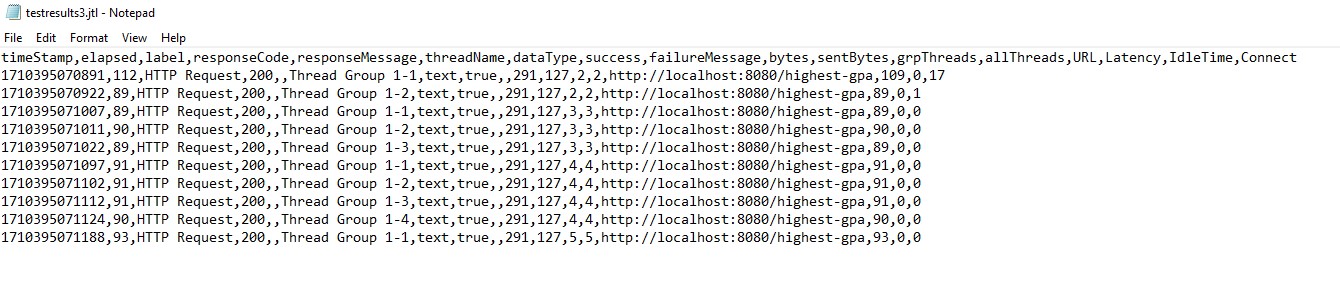 testresults3.jtl - Notepad
File Edit Format View Help
timeStamp,elapsed,label,responseCode,responseMessage,threadName,dataType,success,failureMessage,bytes,sentBytes,grpThreads,allThreads,URL,Latency,IdleTime,Connect
1710395070891,112,HTTP Request,200,,Thread Group 1-1,text,true,,291,127,2,2,http://localhost:8080/highest-gpa,109,0,17
1710395070922,89,HTTP Request,200,,Thread Group 1-2,text,true,,291,127,2,2,http://localhost:8080/highest-gpa,89,0,1
1710395071007,89,HTTP Request,200,,Thread Group 1-1,text,true,,291,127,3,3,http://localhost:8080/highest-gpa,89,0,0
1710395071011,90,HTTP Request,200,,Thread Group 1-2,text,true,,291,127,3,3,http://localhost:8080/highest-gpa,90,0,0
1710395071022,89,HTTP Request,200,,Thread Group 1-3,text,true,,291,127,3,3,http://localhost:8080/highest-gpa,89,0,0
1710395071097,91,HTTP Request,200,,Thread Group 1-1,text,true,,291,127,4,4,http://localhost:8080/highest-gpa,91,0,0
1710395071102,91,HTTP Request,200,,Thread Group 1-2,text,true,,291,127,4,4,http://localhost:8080/highest-gpa,91,0,0
1710395071112,91,HTTP Request,200,,Thread Group 1-3,text,true,,291,127,4,4,http://localhost:8080/highest-gpa,91,0,0
1710395071124,90,HTTP Request,200,,Thread Group 1-4,text,true,,291,127,4,4,http://localhost:8080/highest-gpa,90,0,0
1710395071188,93,HTTP Request,200,,Thread Group 1-1,text,true,,291,127,5,5,http://localhost:8080/highest-gpa,93,0,0